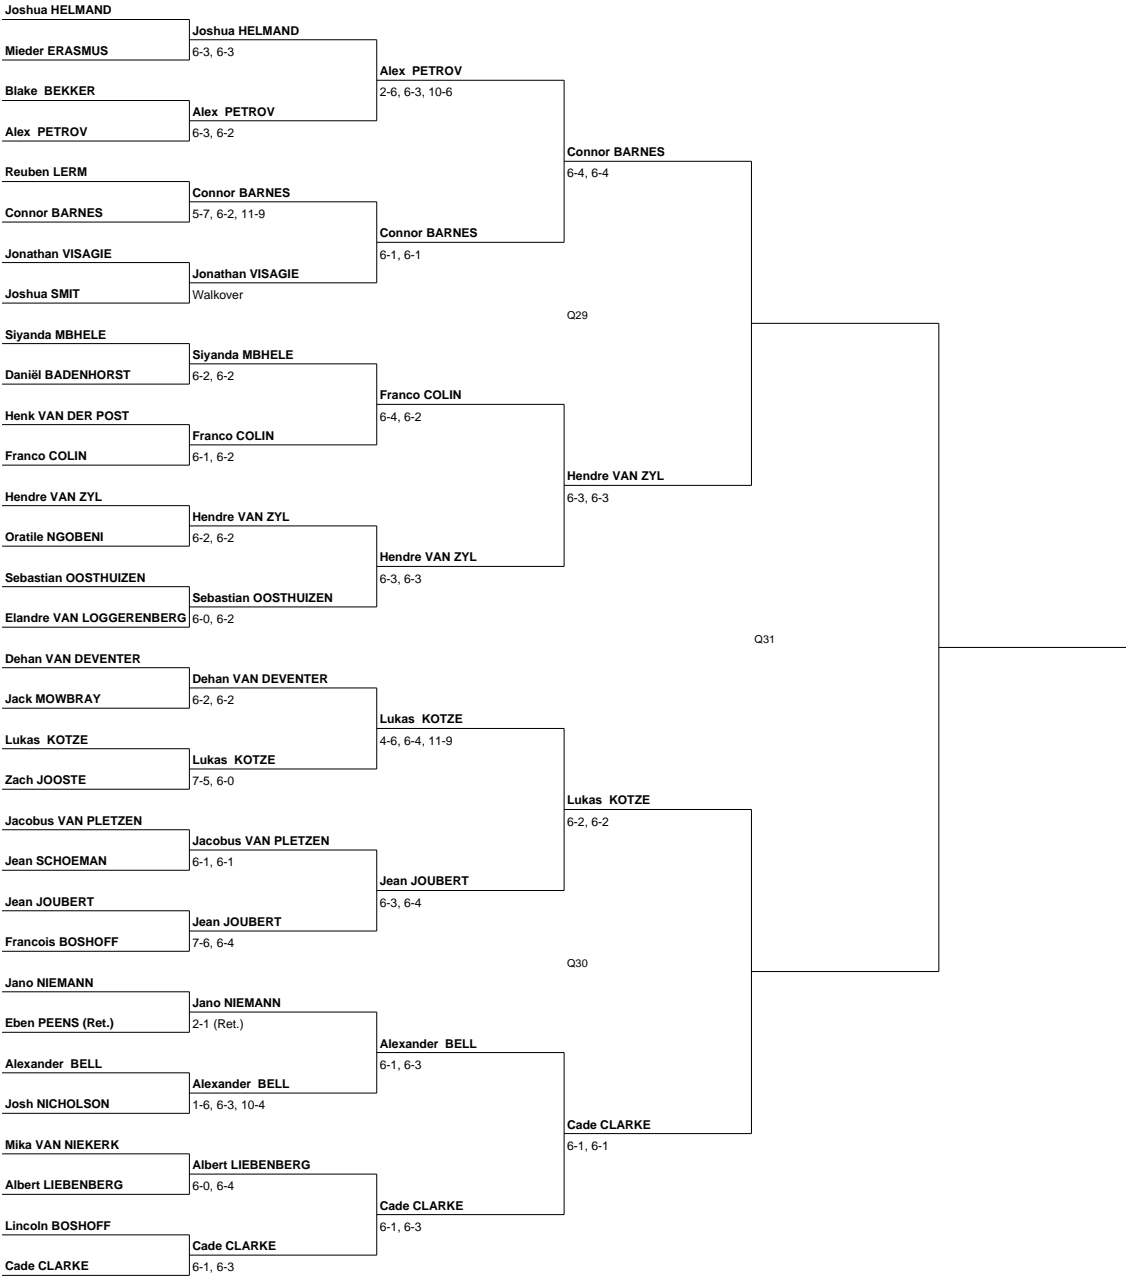 Joshua HELMAND
Joshua HELMAND
Mieder ERASMUS
6-3, 6-3
Alex PETROV
Blake BEKKER
2-6, 6-3, 10-6
Alex PETROV
Alex PETROV
6-3, 6-2
Connor BARNES
Reuben LERM
6-4, 6-4
Connor BARNES
Connor BARNES
5-7, 6-2, 11-9
Connor BARNES
Jonathan VISAGIE
6-1, 6-1
Jonathan VISAGIE
Joshua SMIT
Walkover
Q29
Siyanda MBHELE
Siyanda MBHELE
Daniël BADENHORST
6-2, 6-2
Franco COLIN
Henk VAN DER POST
6-4, 6-2
Franco COLIN
Franco COLIN
6-1, 6-2
Hendre VAN ZYL
Hendre VAN ZYL
6-3, 6-3
Hendre VAN ZYL
Oratile NGOBENI
6-2, 6-2
Hendre VAN ZYL
Sebastian OOSTHUIZEN
6-3, 6-3
Sebastian OOSTHUIZEN
Elandre VAN LOGGERENBERG
6-0, 6-2
Q31
Dehan VAN DEVENTER
Dehan VAN DEVENTER
Jack MOWBRAY
6-2, 6-2
Lukas KOTZE
Lukas KOTZE
4-6, 6-4, 11-9
Lukas KOTZE
Zach JOOSTE
7-5, 6-0
Lukas KOTZE
Jacobus VAN PLETZEN
6-2, 6-2
Jacobus VAN PLETZEN
Jean SCHOEMAN
6-1, 6-1
Jean JOUBERT
Jean JOUBERT
6-3, 6-4
Jean JOUBERT
Francois BOSHOFF
7-6, 6-4
Q30
Jano NIEMANN
Jano NIEMANN
Eben PEENS (Ret.)
2-1 (Ret.)
Alexander BELL
Alexander BELL
6-1, 6-3
Alexander BELL
Josh NICHOLSON
1-6, 6-3, 10-4
Cade CLARKE
Mika VAN NIEKERK
6-1, 6-1
Albert LIEBENBERG
Albert LIEBENBERG
6-0, 6-4
Cade CLARKE
Lincoln BOSHOFF
6-1, 6-3
Cade CLARKE
Cade CLARKE
6-1, 6-3